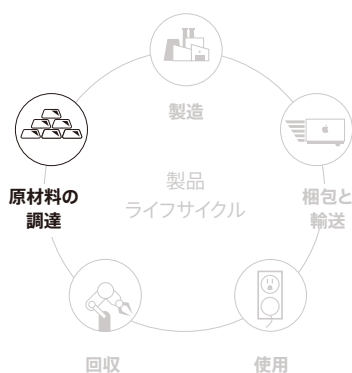 製造
原材料の
調達
製品
ライフサイクル
梱包と
輸送
回収
使用